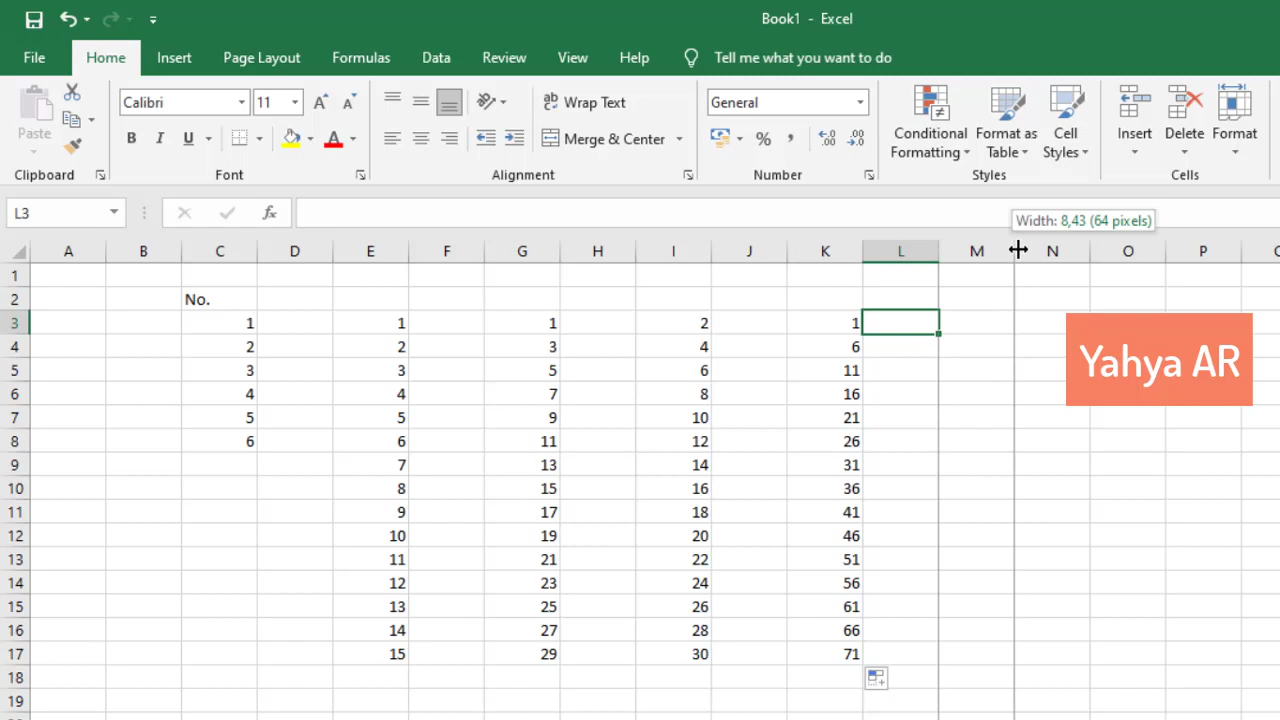 Book1 - Excel
File Home Insert Page Layout Formulas Data Review View Help Tell me what you want to do
Paste
Calibri 11
B I U A
Wrap Text
Merge & Center
General
%
Conditional Formatting
Format as Table
Cell Styles
Insert Delete Format
Clipboard Font Alignment Number Styles Cells
L3 fx
Width: 8,43 (64 pixels)
A B C D E F G H I J K L M N O P
1
2 No.
3 1 1 1 2 1
4 2 2 3 4 6
5 3 3 5 6 11
6 4 4 7 8 16
7 5 5 9 10 21
8 6 6 11 12 26
9 7 13 14 31
10 8 15 16 36
11 9 17 18 41
12 10 19 20 46
13 11 21 22 51
14 12 23 24 56
15 13 25 26 61
16 14 27 28 66
17 15 29 30 71
18
19
Yahya AR